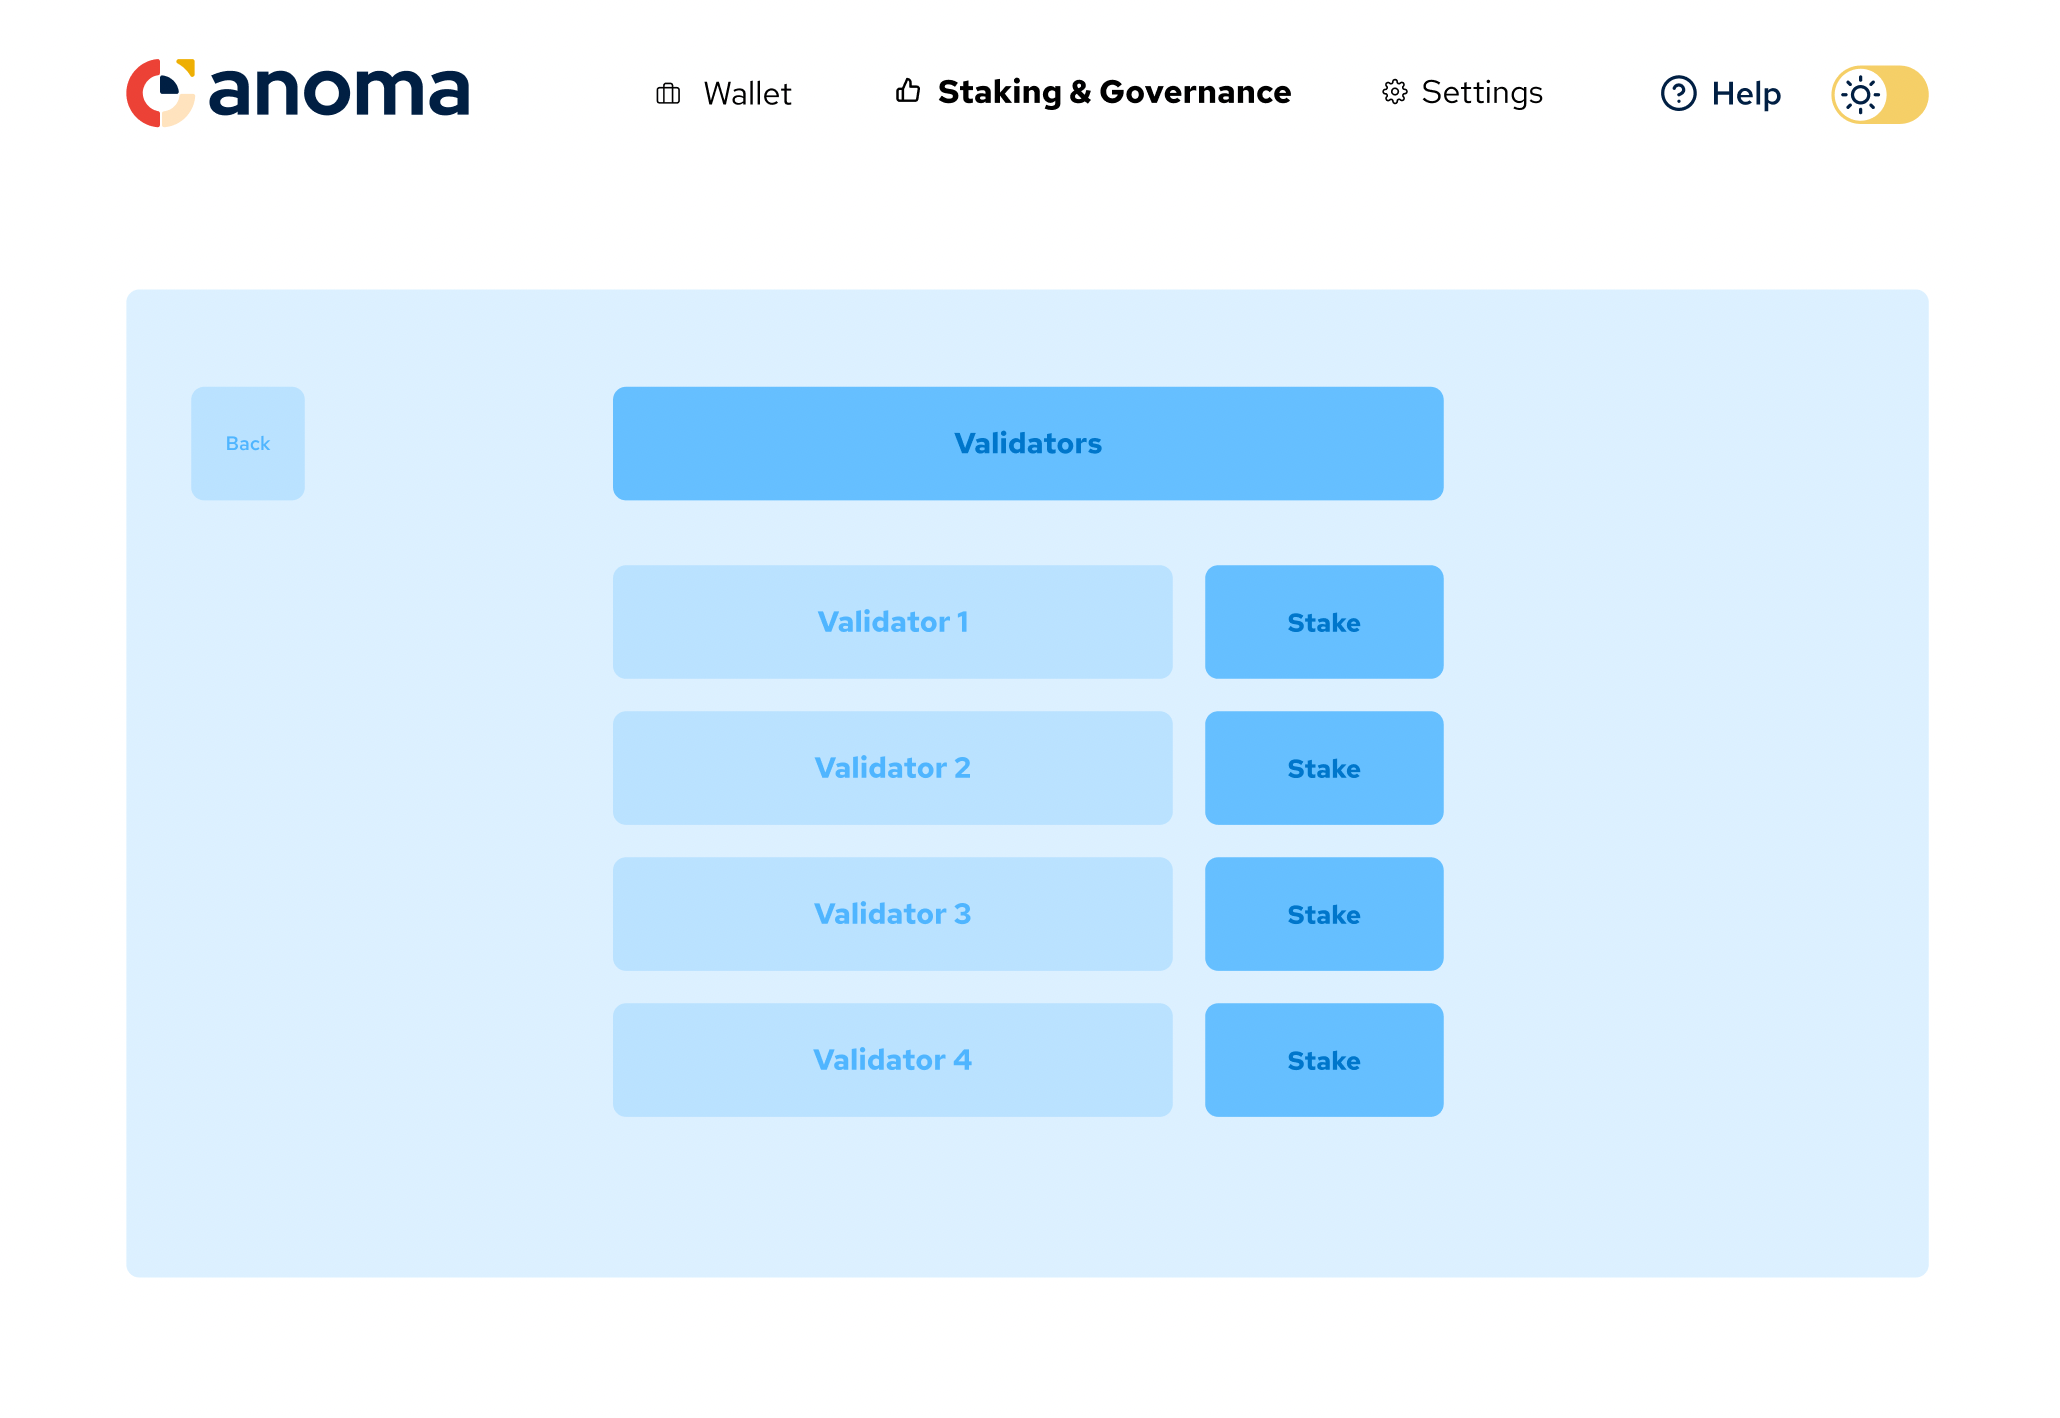 anoma
Wallet
Staking & Governance
Settings
Help
Back
Validators
Validator 1
Stake
Validator 2
Stake
Validator 3
Stake
Validator 4
Stake